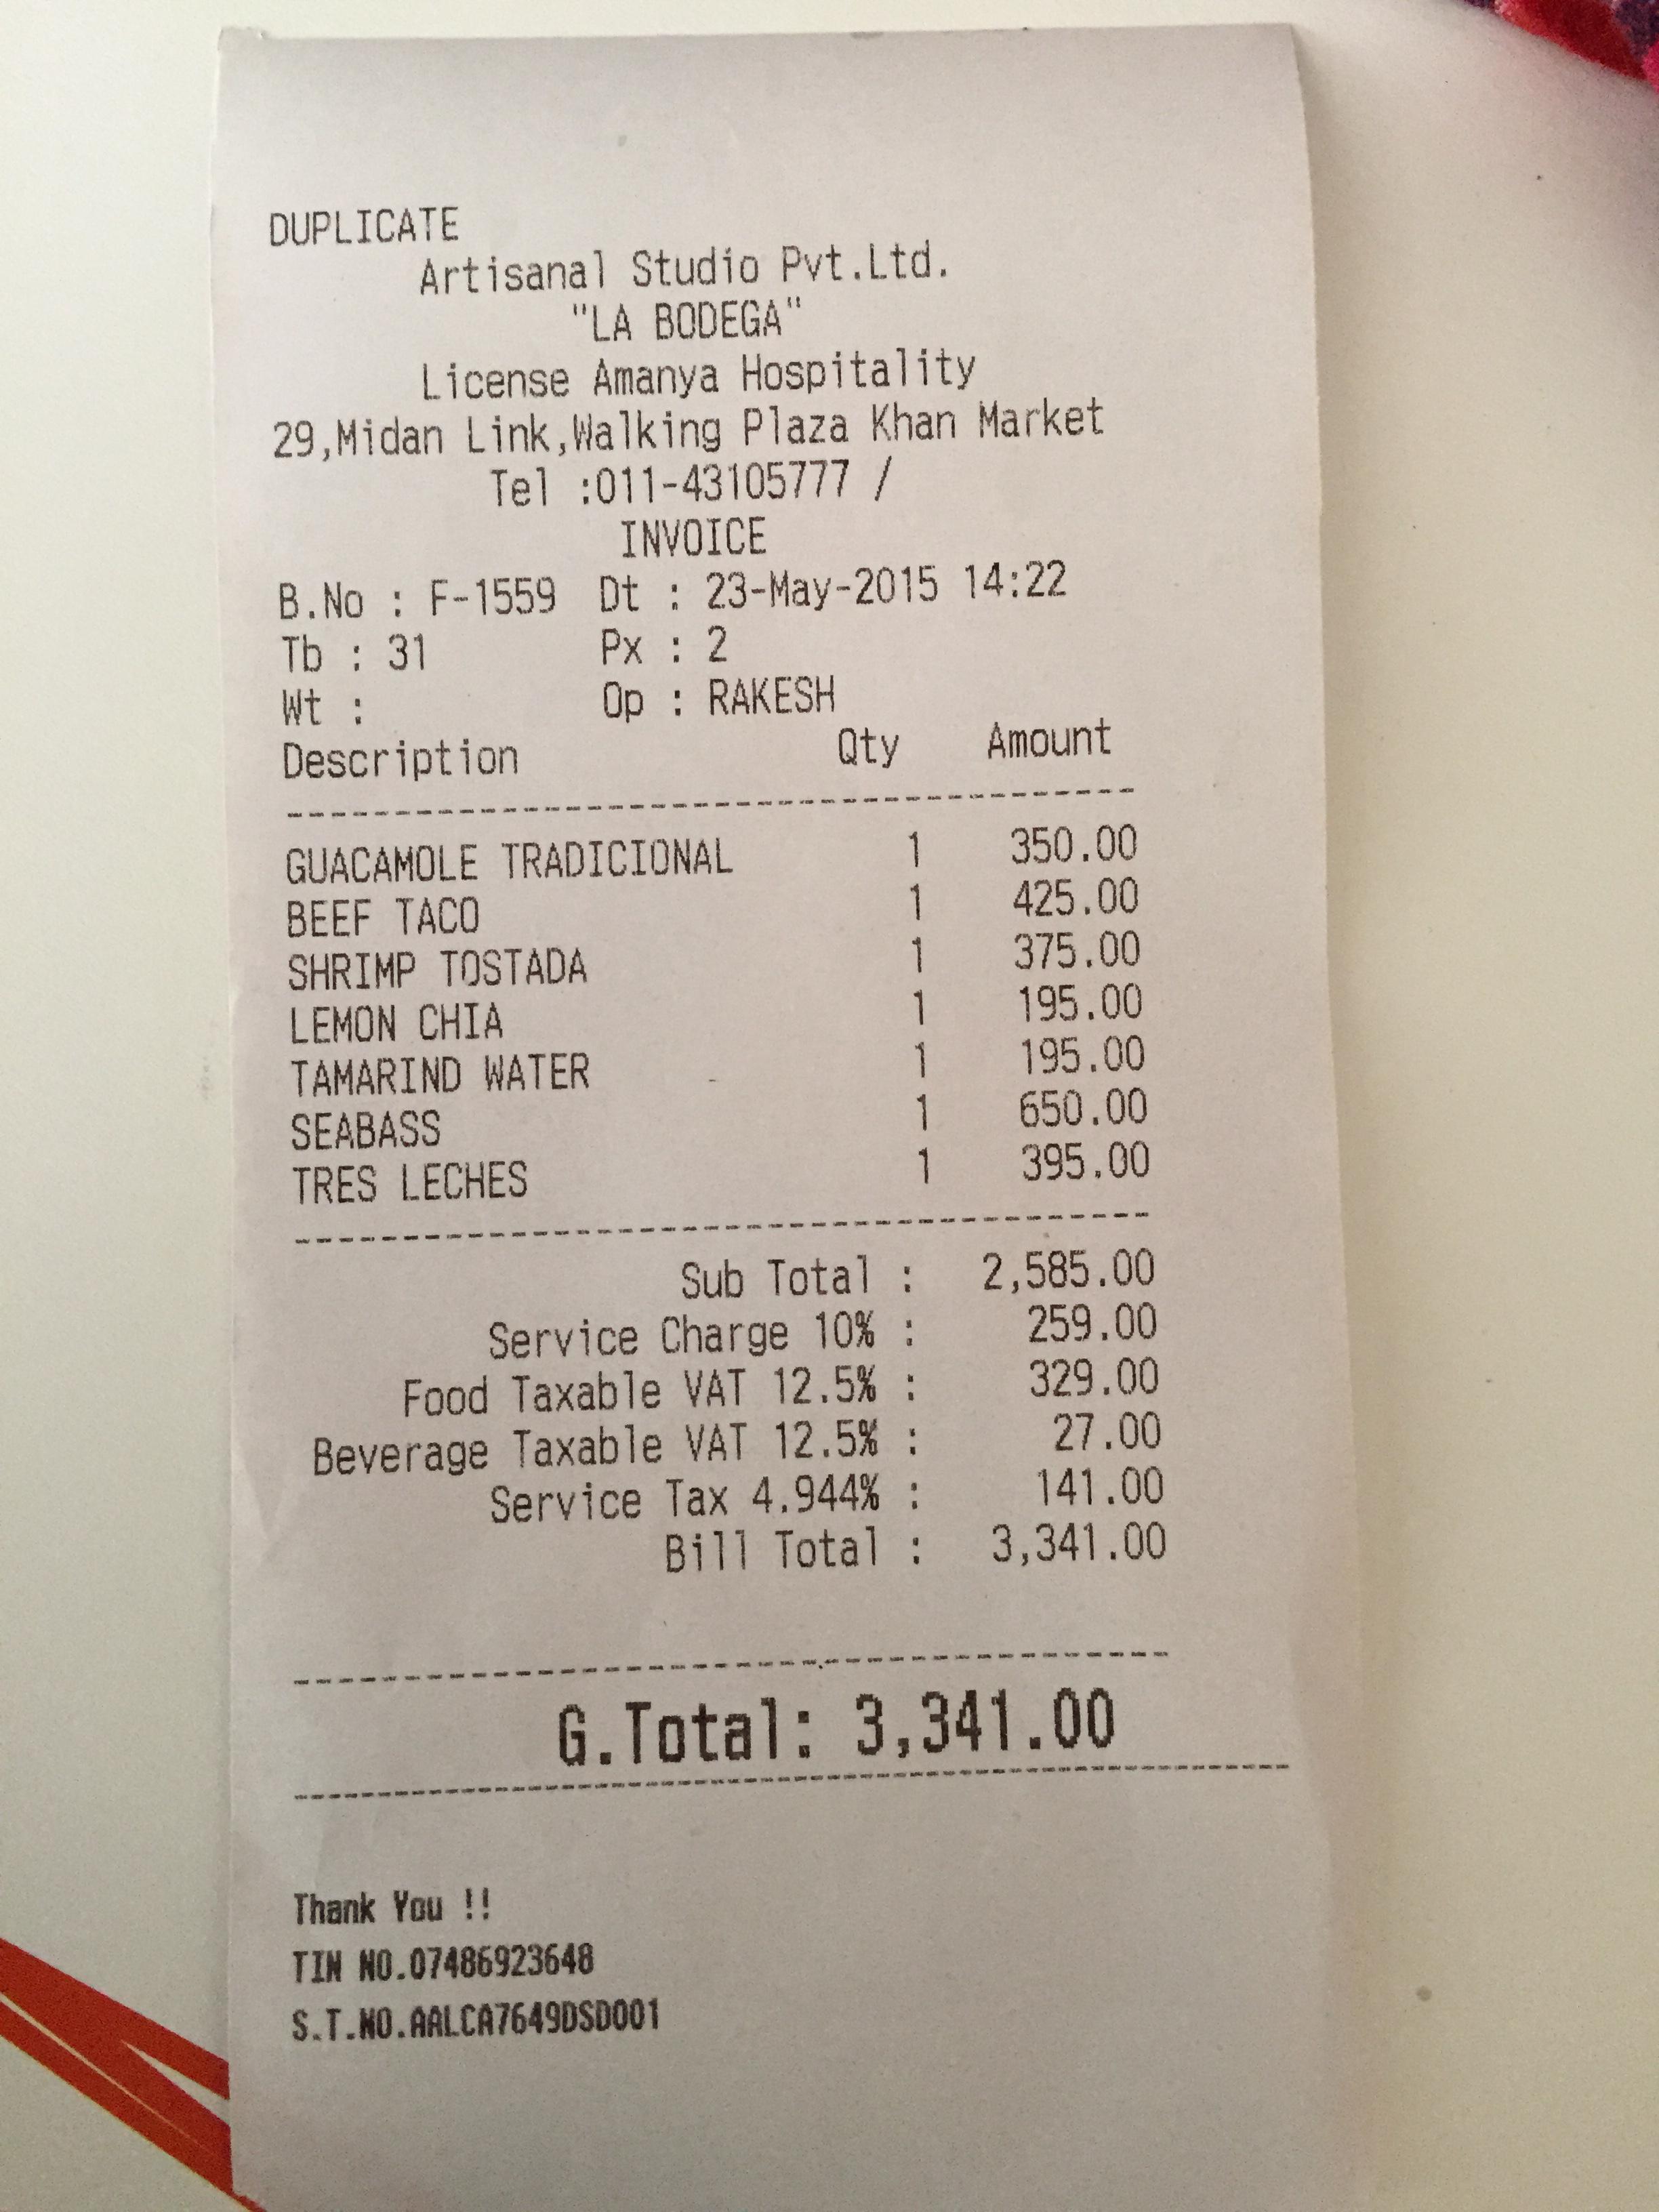 DUPLICATE
Artisanal Studio Pvt.Ltd.
"LA BODEGA"
License Amanya Hospitality
29,Midan Link,Walking Plaza Khan Market
Tel :011-43105777 /
INVOICE
B.No : F-1559 Dt : 23-May-2015 14:22
Tb : 31 Px : 2
Wt : Op : RAKESH
Description Qty Amount
----------------------------------------
GUACAMOLE TRADICIONAL 1 350.00
BEEF TACO 1 425.00
SHRIMP TOSTADA 1 375.00
LEMON CHIA 1 195.00
TAMARIND WATER 1 195.00
SEABASS 1 650.00
TRES LECHES 1 395.00
----------------------------------------
Sub Total : 2,585.00
Service Charge 10% : 259.00
Food Taxable VAT 12.5% : 329.00
Beverage Taxable VAT 12.5% : 27.00
Service Tax 4.944% : 141.00
Bill Total : 3,341.00
----------------------------------------
G.Total: 3,341.00
----------------------------------------
Thank You !!
TIN NO.07486923648
S.T.NO.AALCA7649DSD001